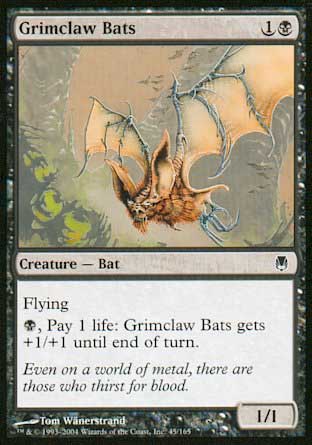 Grimclaw Bats 1
Creature — Bat
Flying
, Pay 1 life: Grimclaw Bats gets
+1/+1 until end of turn.
Even on a world of metal, there are
those who thirst for blood.
Tom Wänerstrand
™ & © 1993–2004 Wizards of the Coast, Inc. 45/165
1/1